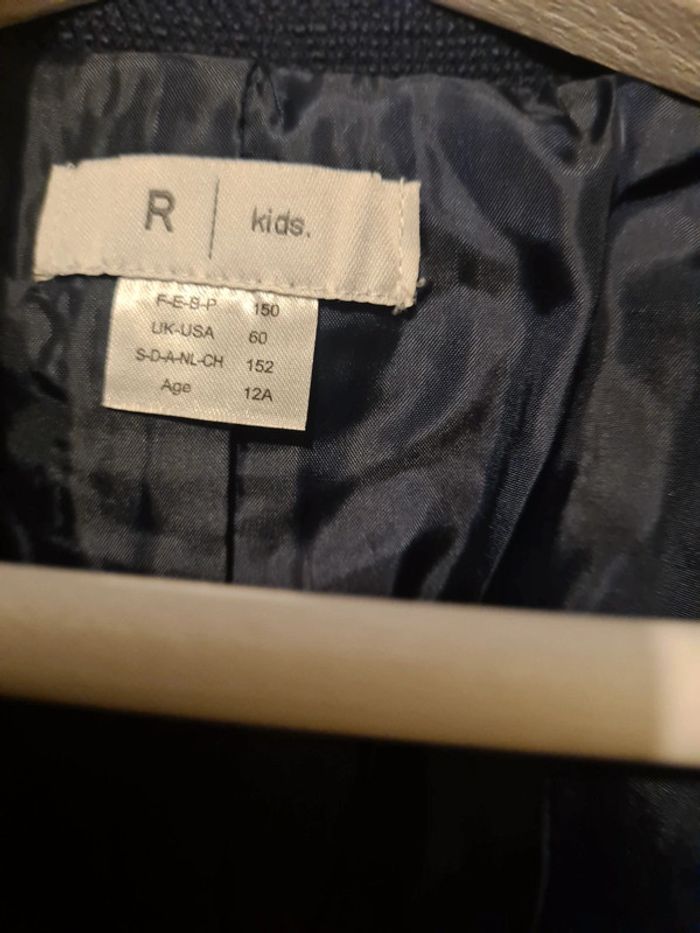 R | kids.
F-E-B-P 150
UK-USA 60
S-D-A-NL-CH 152
Age 12A